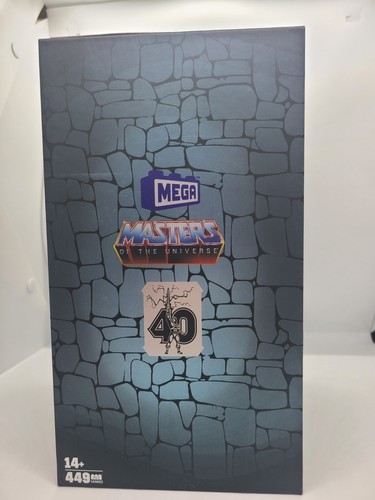 MEGA
MASTERS
OF THE UNIVERSE
40
14+
449